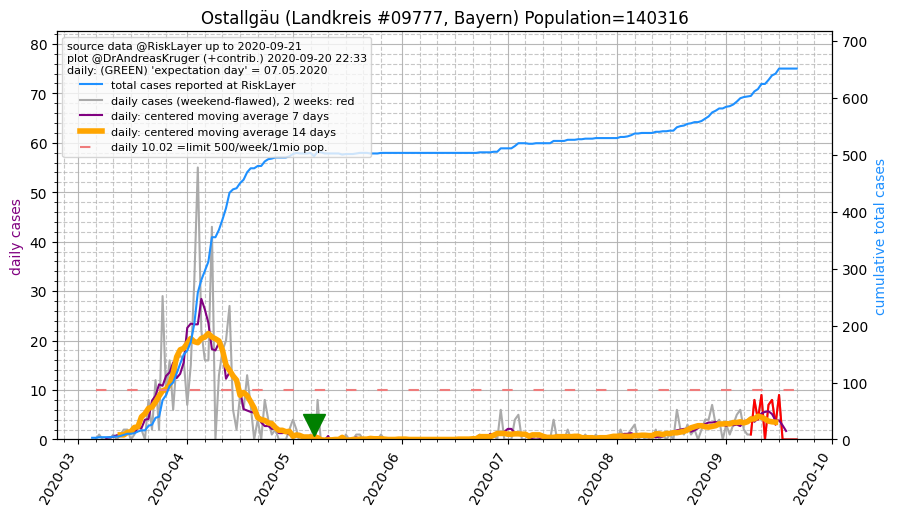 Ostallgäu (Landkreis #09777, Bayern) Population=140316
source data @RiskLayer up to 2020-09-21
plot @DrAndreasKruger (+contrib.) 2020-09-20 22:33
daily: (GREEN) 'expectation day' = 07.05.2020
total cases reported at RiskLayer
daily cases (weekend-flawed), 2 weeks: red
daily: centered moving average 7 days
daily: centered moving average 14 days
daily 10.02 =limit 500/week/1mio pop.
daily cases
80
70
60
50
40
30
20
10
0
700
600
500
400
300
200
100
0
cumulative total cases
2020-03
2020-04
2020-05
2020-06
2020-07
2020-08
2020-09
2020-10